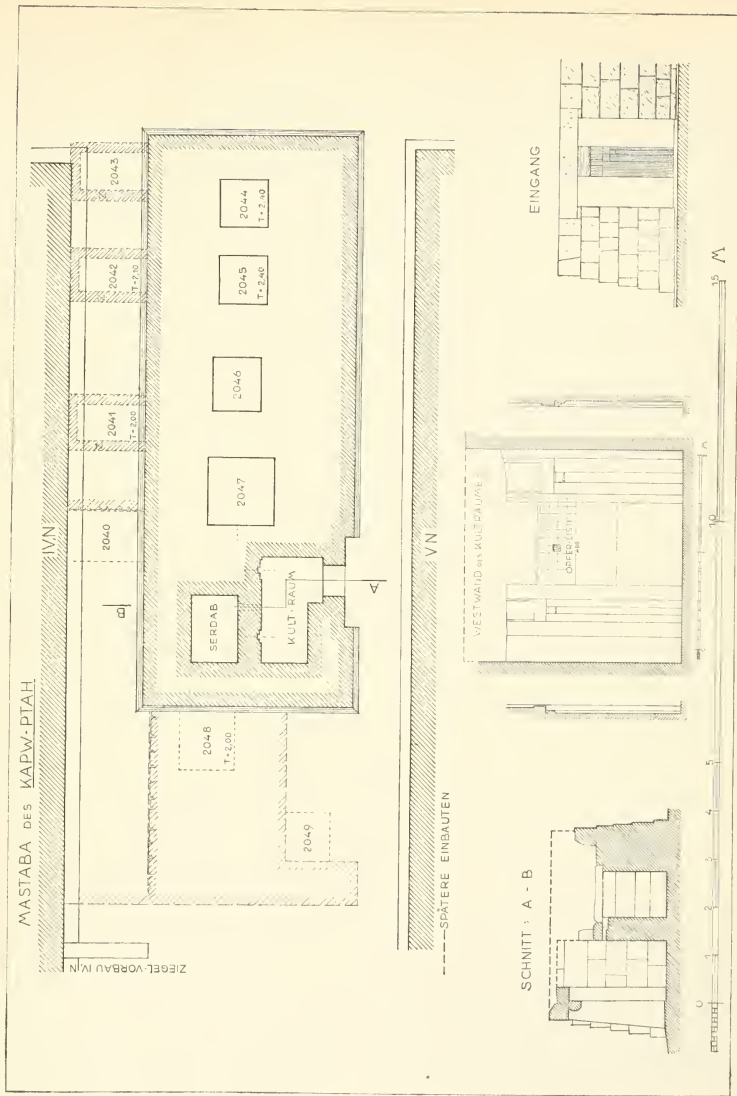 MASTABA DES KAPW-PTAH
IV.N
2040
2041
T = 2,00
2042
T = 2,10
2043
B
SERDAB
KULT-RAUM
A
2047
2046
2045
T = 2,40
2044
T = 2,40
2048
T = 2,00
2049
ZIEGEL-VORBAU IV.N
V.N
SPÄTERE EINBAUTEN
SCHNITT: A - B
WESTWAND DES KULTRAUMES
OPFER-LISTE
EINGANG
0 1 2 3 4 5 10 15 M